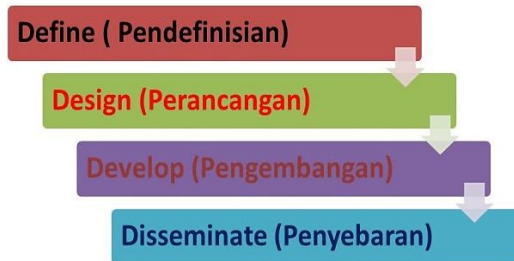 Define ( Pendefinisian)
Design (Perancangan)
Develop (Pengembangan)
Disseminate (Penyebaran)